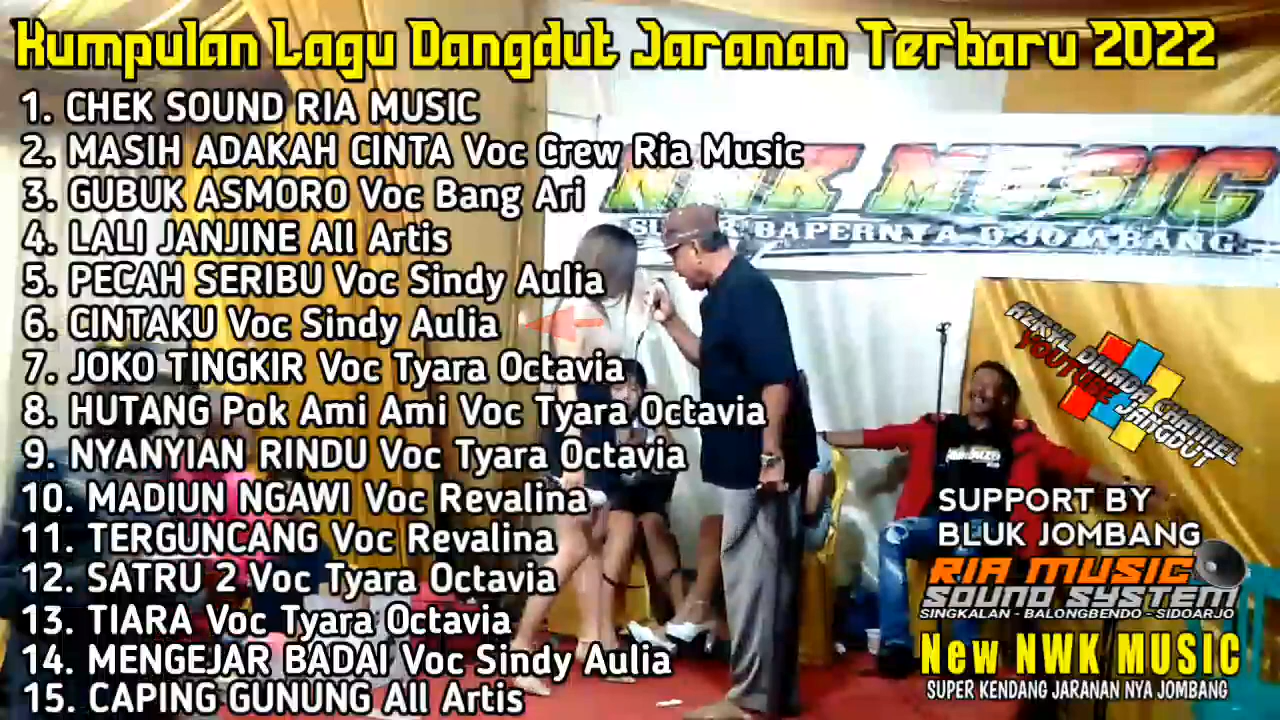 Kumpulan Lagu Dangdut Jaranan Terbaru 2022
1. CHEK SOUND RIA MUSIC
2. MASIH ADAKAH CINTA Voc Crew Ria Music
3. GUBUK ASMORO Voc Bang Ari
4. LALI JANJINE All Artis
5. PECAH SERIBU Voc Sindy Aulia
6. CINTAKU Voc Sindy Aulia
7. JOKO TINGKIR Voc Tyara Octavia
8. HUTANG Pok Ami Ami Voc Tyara Octavia
9. NYANYIAN RINDU Voc Tyara Octavia
10. MADIUN NGAWI Voc Revalina
11. TERGUNCANG Voc Revalina
12. SATRU 2 Voc Tyara Octavia
13. TIARA Voc Tyara Octavia
14. MENGEJAR BADAI Voc Sindy Aulia
15. CAPING GUNUNG All Artis
NWK MUSIC
BAPERNYA D'JOMBANG
AZRYL DMADA CHANNEL
YOUTUBE JANGDUT
SUPPORT BY
BLUK JOMBANG
RIA MUSIC
SOUND SYSTEM
SINGKALAN - BALONGBENDO - SIDOARJO
New NWK MUSIC
SUPER KENDANG JARANAN NYA JOMBANG